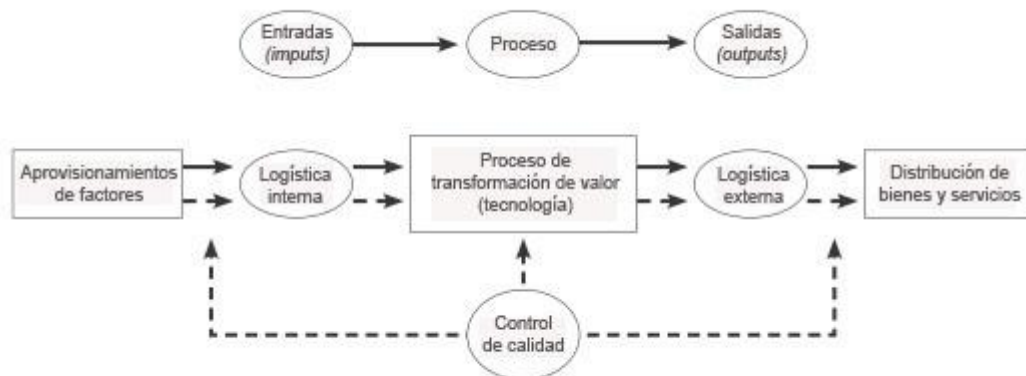 Entradas
(imputs)
Proceso
Salidas
(outputs)
Aprovisionamientos
de factores
Logística
interna
Proceso de
transformación de valor
(tecnología)
Logística
externa
Distribución de
bienes y servicios
Control
de calidad